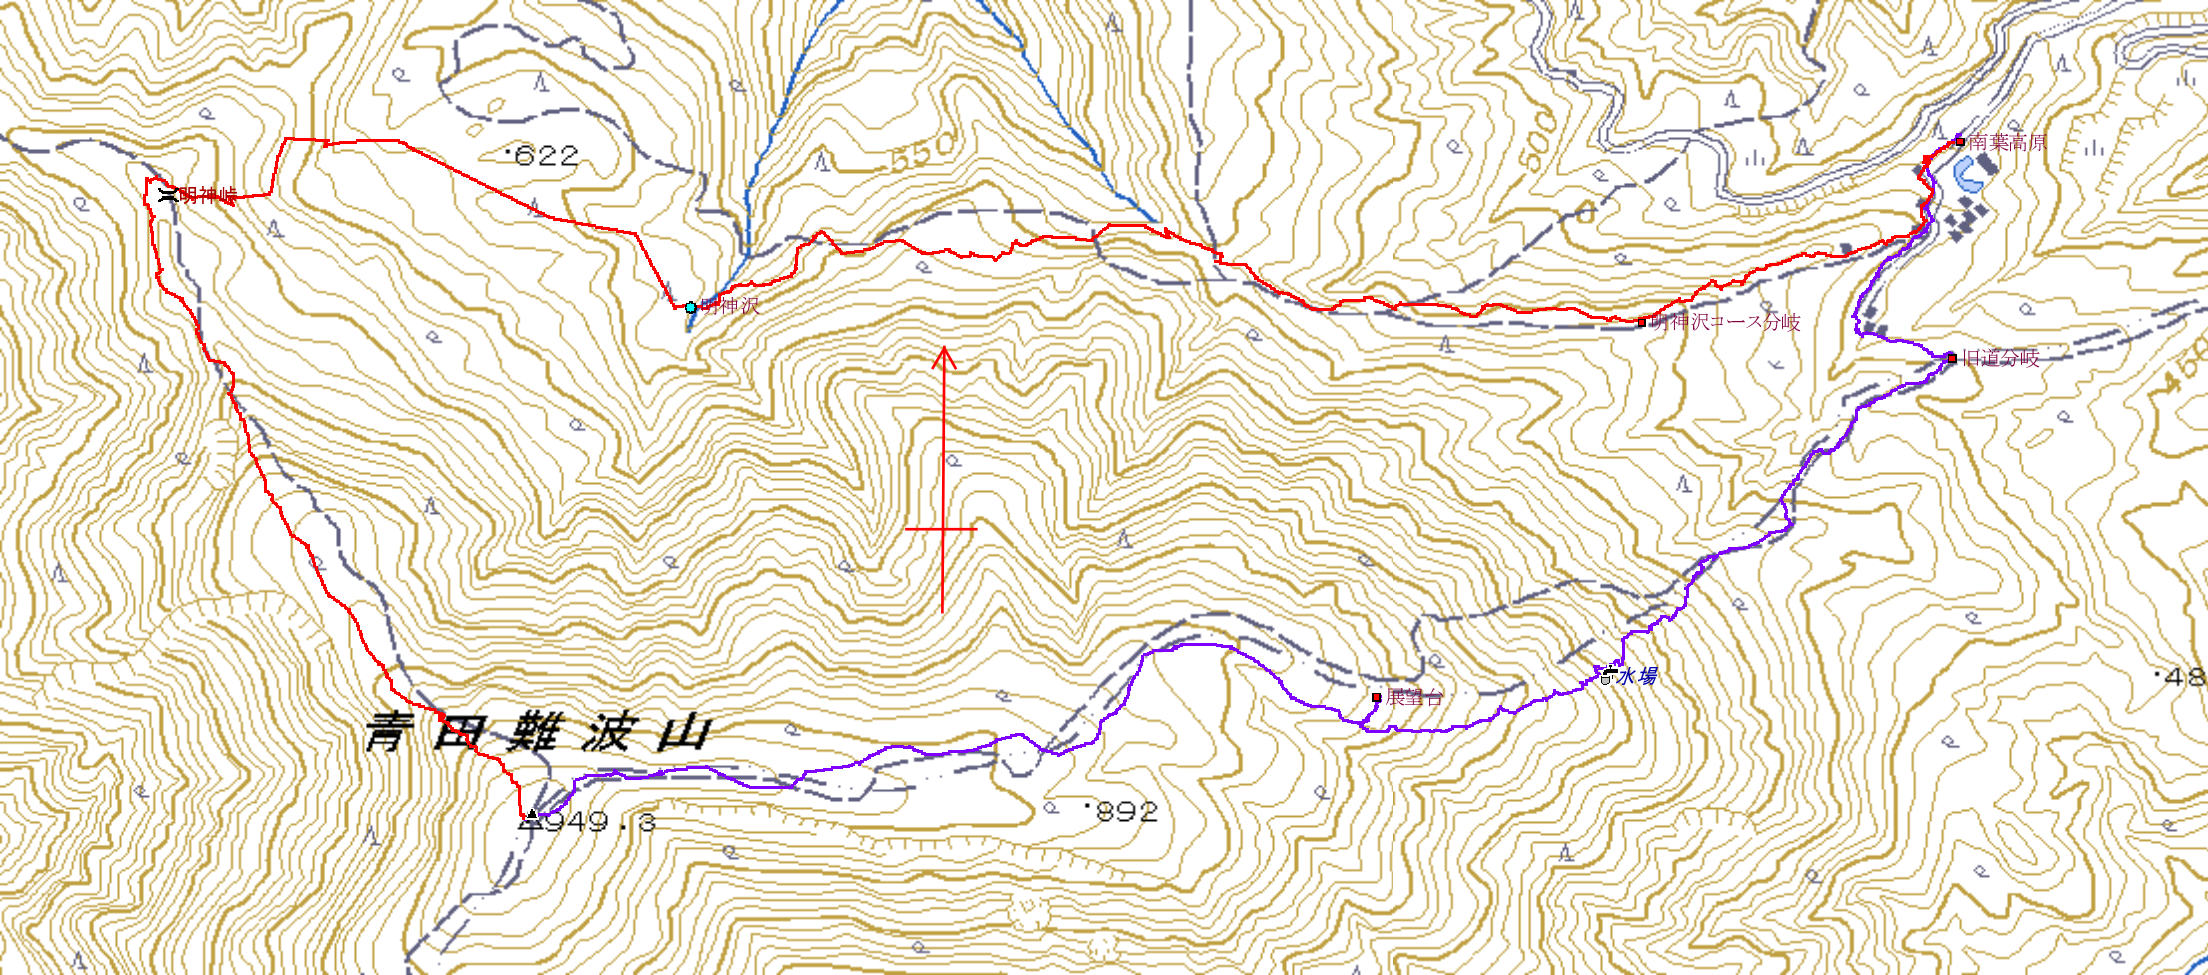 南葉高原
550
500
622
明神峠
明神沢
明神沢コース分岐
旧道分岐
450
水場
48
展望台
青田難波山
892
949.3